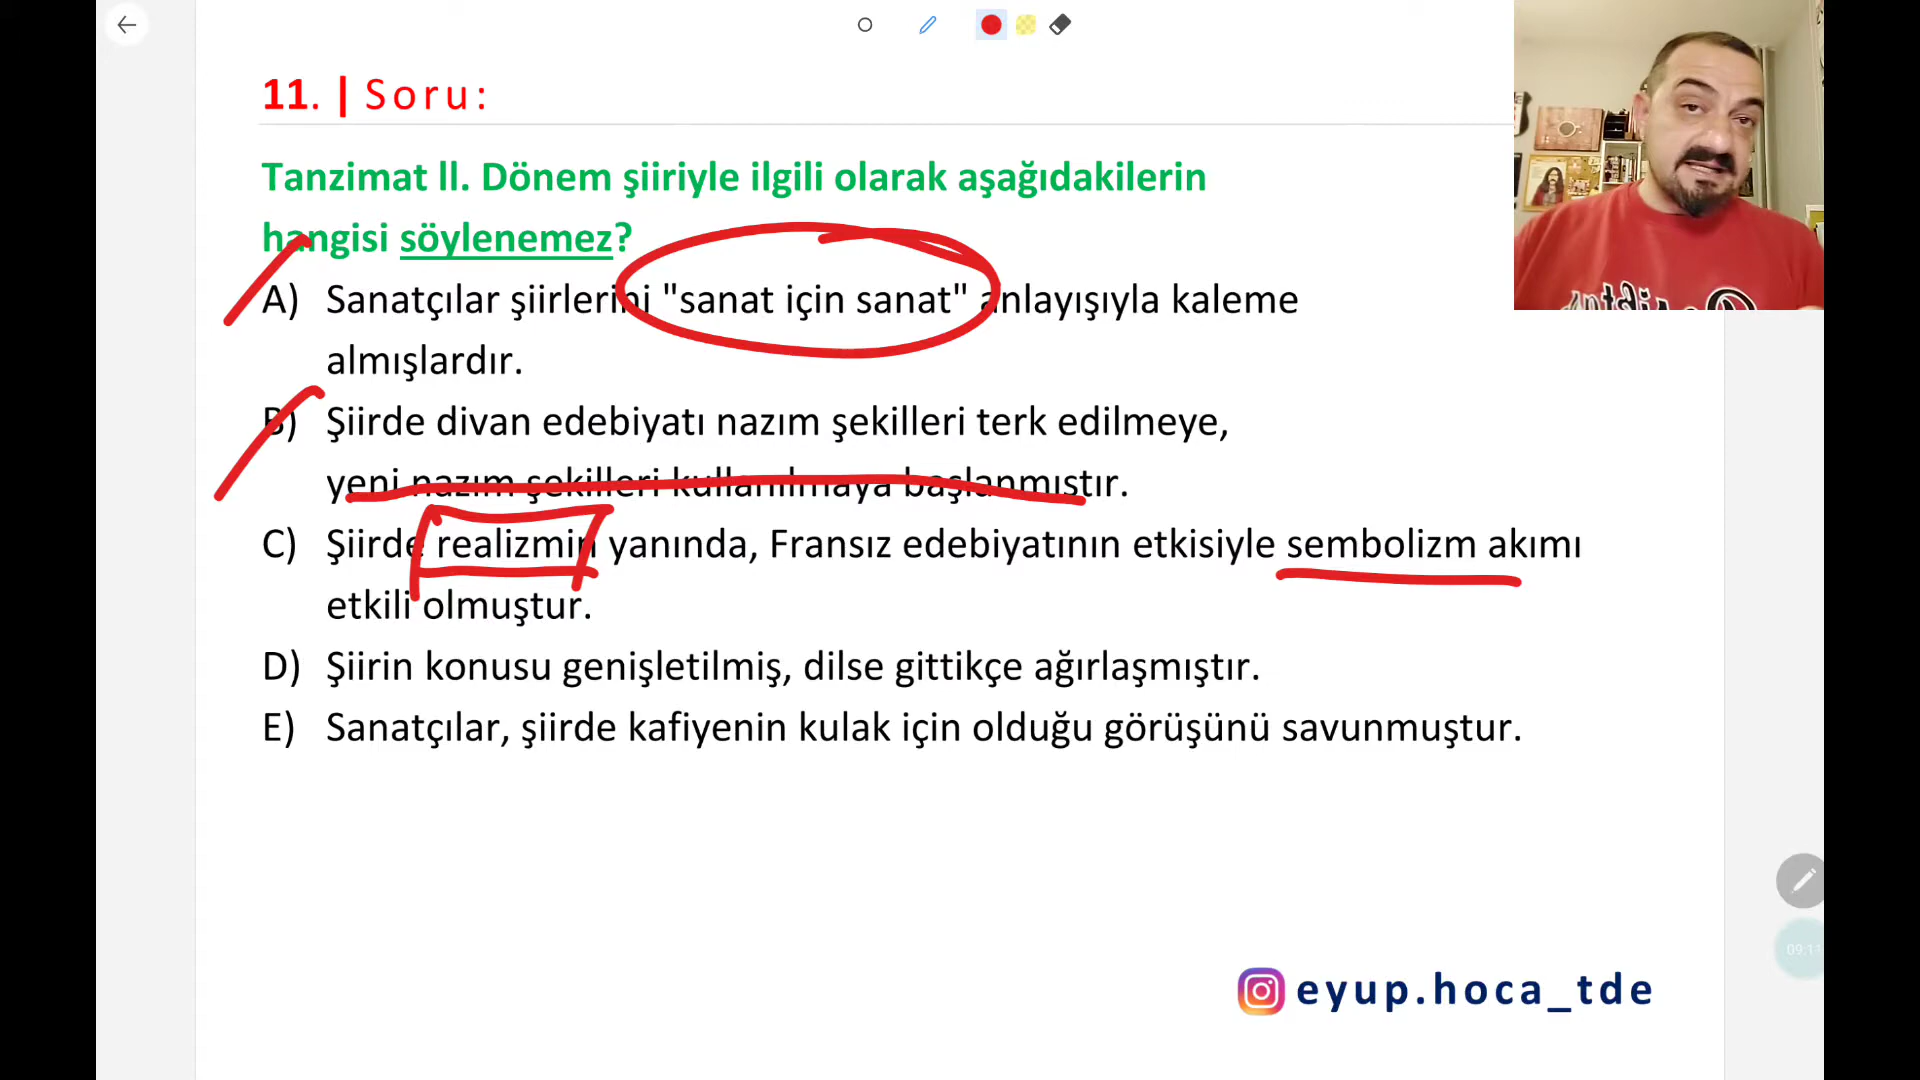 11. | Soru:
Tanzimat ll. Dönem şiiriyle ilgili olarak aşağıdakilerin
hangisi söylenemez?
A) Sanatçılar şiirlerini "sanat için sanat" anlayışıyla kaleme
almışlardır.
B) Şiirde divan edebiyatı nazım şekilleri terk edilmeye,
yeni nazım şekilleri kullanılmaya başlanmıştır.
C) Şiirde realizmin yanında, Fransız edebiyatının etkisiyle sembolizm akımı
etkili olmuştur.
D) Şiirin konusu genişletilmiş, dilse gittikçe ağırlaşmıştır.
E) Sanatçılar, şiirde kafiyenin kulak için olduğu görüşünü savunmuştur.
eyup.hoca_tde